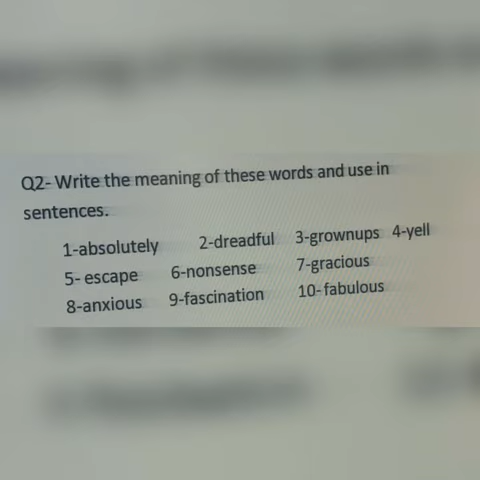 Q2- Write the meaning of these words and use in
sentences.
1-absolutely 2-dreadful 3-grownups 4-yell
5- escape 6-nonsense 7-gracious
8-anxious 9-fascination 10-fabulous